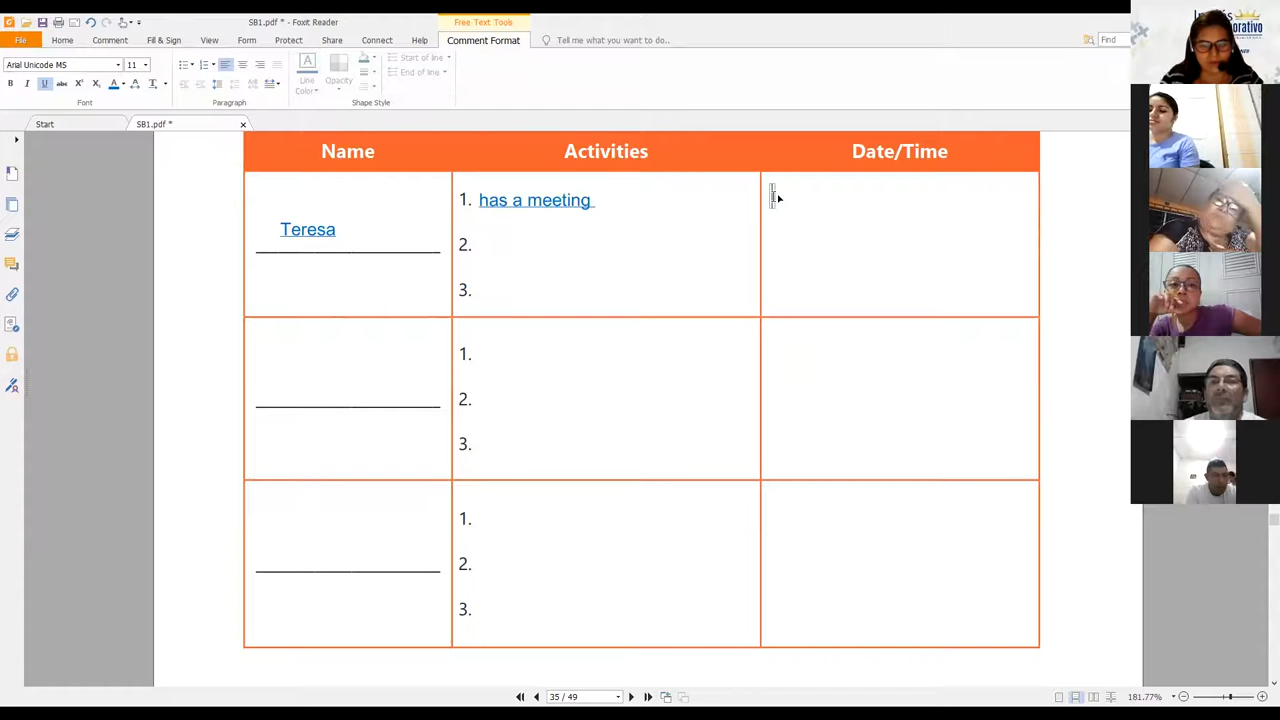 SB1.pdf * - Foxit Reader
Free Text Tools
File
Home
Comment
Fill & Sign
View
Form
Protect
Share
Connect
Help
Comment Format
Tell me what you want to do..
Find
Arial Unicode MS
11
Line Color
Opacity
Start of line
End of line
Font
Paragraph
Shape Style
Start
SB1.pdf *
Name
Activities
Date/Time
Teresa
1. has a meeting
2.
3.
1.
2.
3.
1.
2.
3.
35 / 49
181.77%